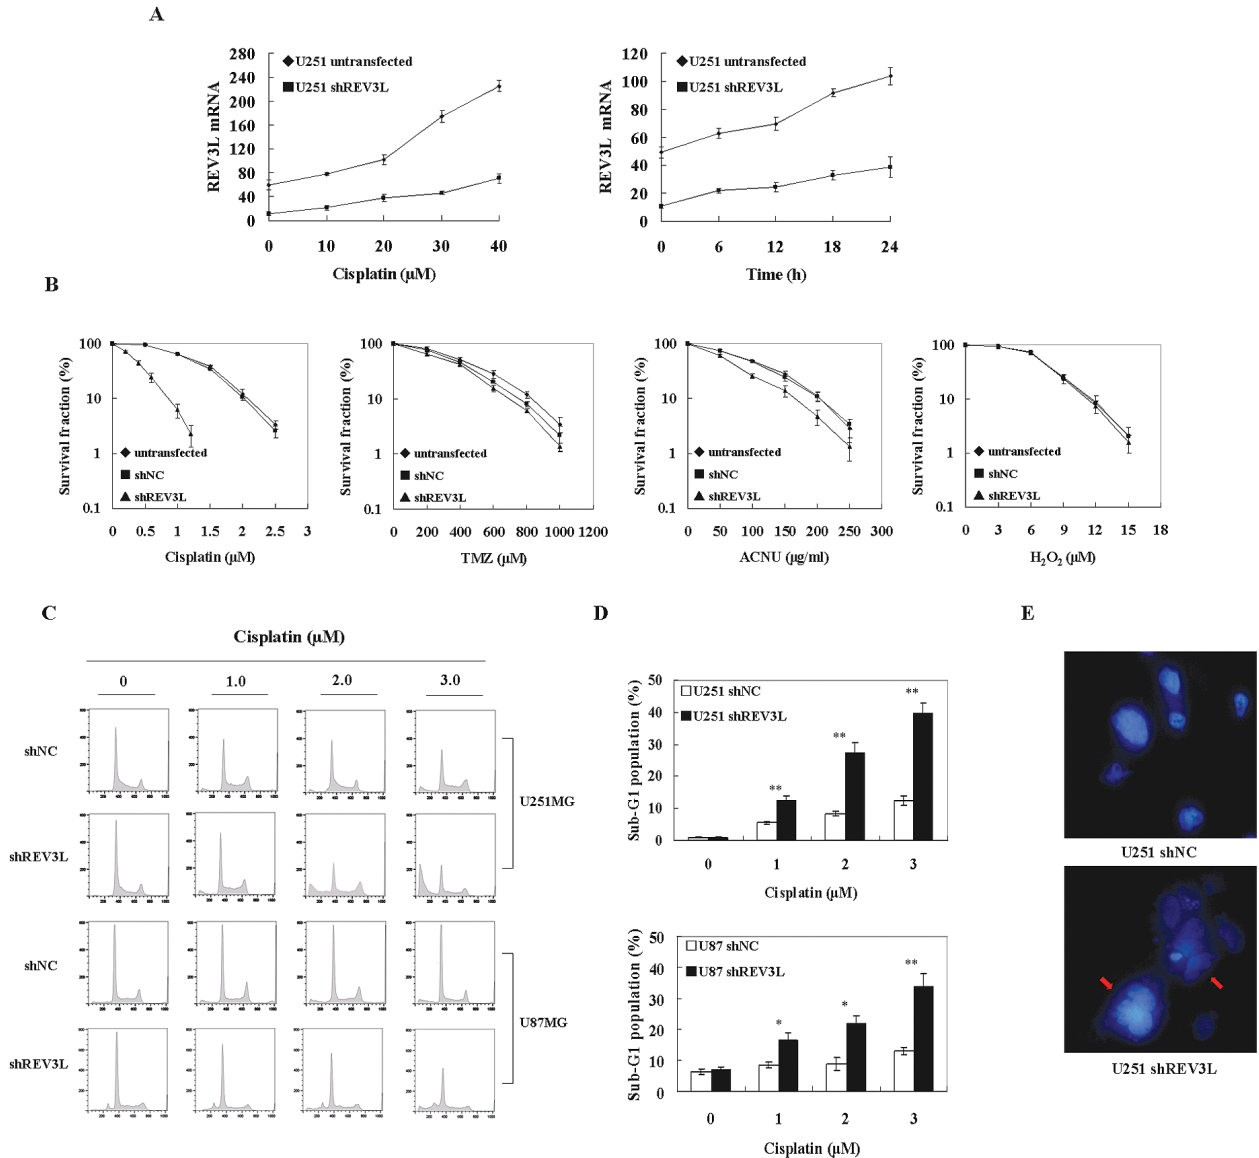 A
280
240
200
160
120
80
40
0
REV3L mRNA
U251 untrasfected
U251 shREV3L
0 10 20 30 40
Cisplatin (μM)
120
100
80
60
40
20
0
REV3L mRNA
U251 untrasfected
U251 shREV3L
0 6 12 18 24
Time (h)
B
100
10
1
0.1
Survival fraction (%)
untransfected
shNC
shREV3L
0 0.5 1 1.5 2 2.5 3
Cisplatin (μM)
100
10
1
0.1
Survival fraction (%)
untransfected
shNC
shREV3L
0 200 400 600 800 1000 1200
TMZ (μM)
100
10
1
0.1
Survival fraction (%)
untransfected
shNC
shREV3L
0 50 100 150 200 250 300
ACNU (μg/ml)
100
10
1
0.1
Survival fraction (%)
untransfected
shNC
shREV3L
0 3 6 9 12 15 18
H2O2 (μM)
C
Cisplatin (μM)
0 1.0 2.0 3.0
shNC
shREV3L
U251MG
shNC
shREV3L
U87MG
D
50
40
30
20
10
0
Sub-G1 population (%)
U251 shNC
U251 shREV3L
**
**
**
0 1 2 3
Cisplatin (μM)
50
40
30
20
10
0
Sub-G1 population (%)
U87 shNC
U87 shREV3L
*
*
**
0 1 2 3
Cisplatin (μM)
E
U251 shNC
U251 shREV3L